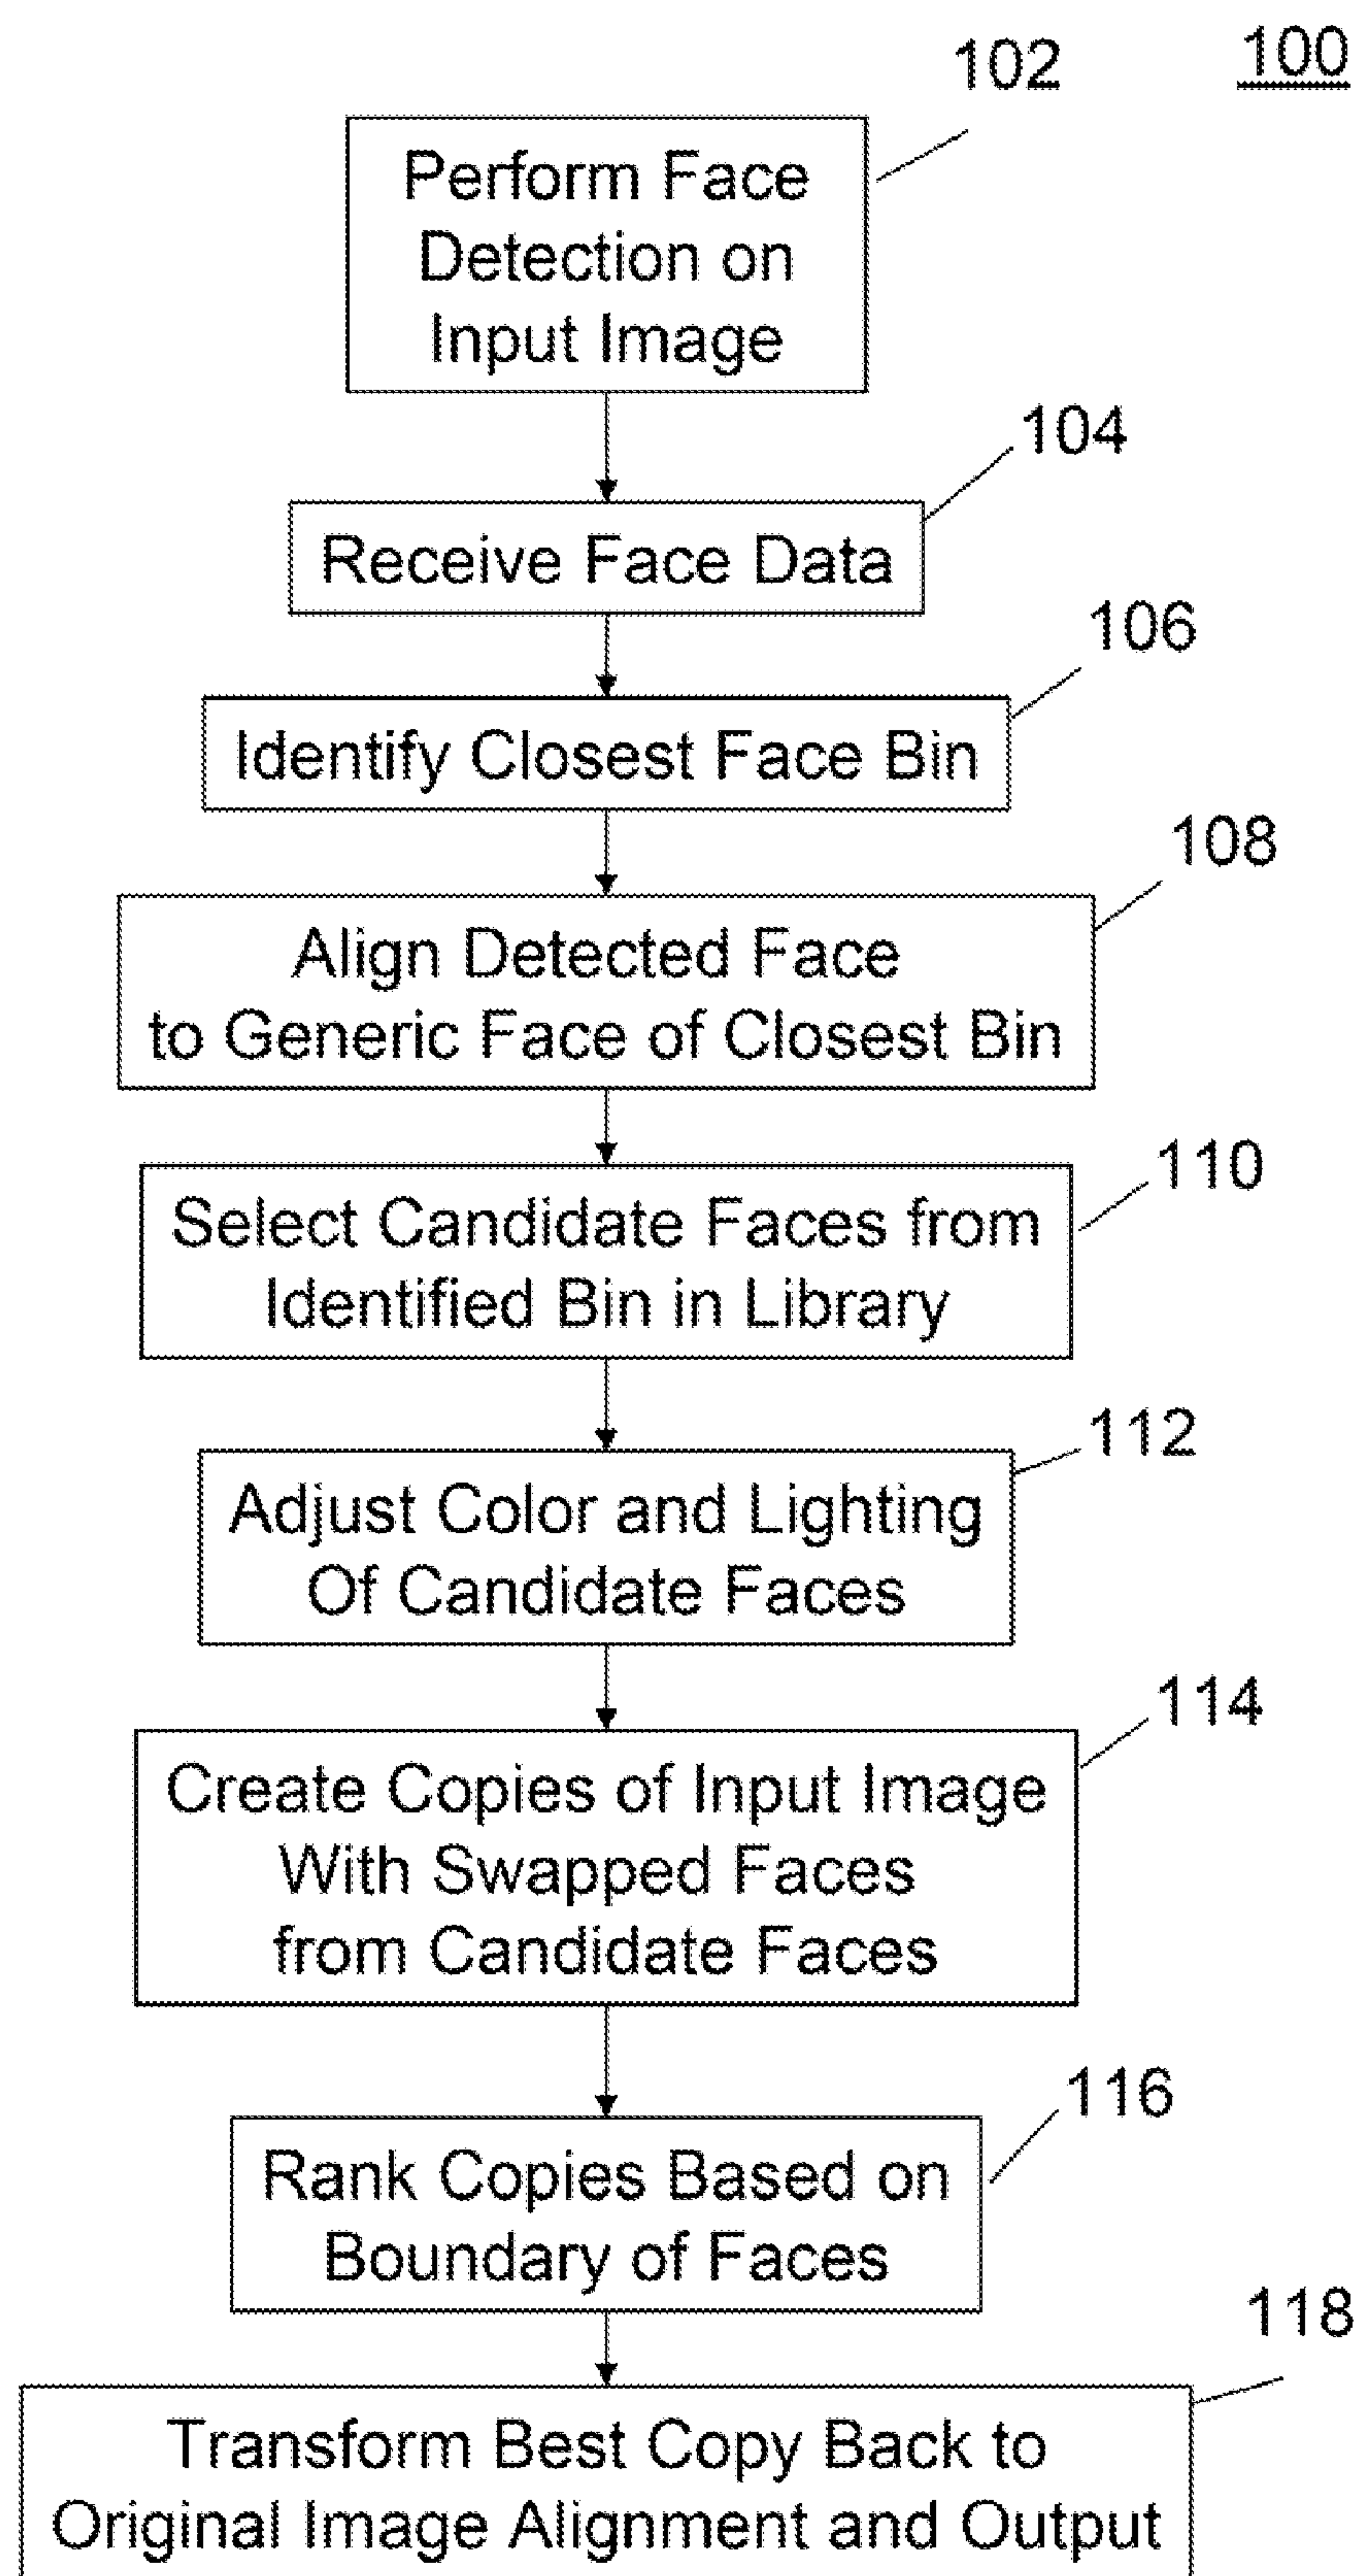 102
100
Perform Face
Detection on
Input Image
104
Receive Face Data
106
Identify Closest Face Bin
108
Align Detected Face
to Generic Face of Closest Bin
110
Select Candidate Faces from
Identified Bin in Library
112
Adjust Color and Lighting
Of Candidate Faces
114
Create Copies of Input Image
With Swapped Faces
from Candidate Faces
116
Rank Copies Based on
Boundary of Faces
118
Transform Best Copy Back to
Original Image Alignment and Output